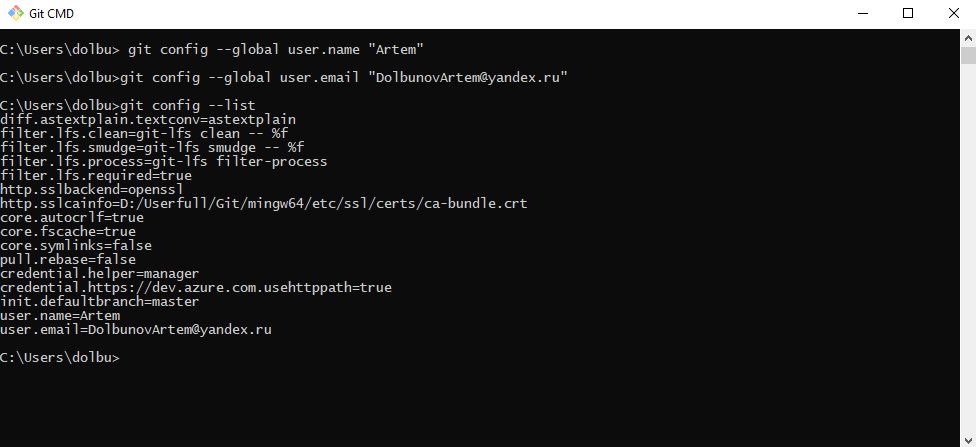 Git CMD
C:\Users\dolbu> git config --global user.name "Artem"
C:\Users\dolbu>git config --global user.email "DolbunovArtem@yandex.ru"
C:\Users\dolbu>git config --list
diff.astextplain.textconv=astextplain
filter.lfs.clean=git-lfs clean -- %f
filter.lfs.smudge=git-lfs smudge -- %f
filter.lfs.process=git-lfs filter-process
filter.lfs.required=true
http.sslbackend=openssl
http.sslcainfo=D:/Userfull/Git/mingw64/etc/ssl/certs/ca-bundle.crt
core.autocrlf=true
core.fscache=true
core.symlinks=false
pull.rebase=false
credential.helper=manager
credential.https://dev.azure.com.usehttppath=true
init.defaultbranch=master
user.name=Artem
user.email=DolbunovArtem@yandex.ru
C:\Users\dolbu>